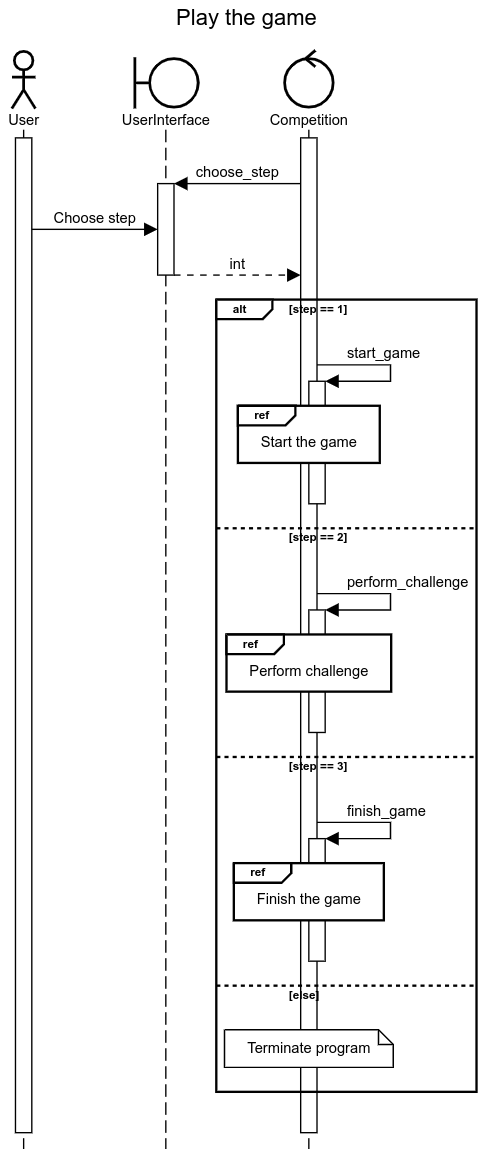 Play the game
User
UserInterface
Competition
choose_step
Choose step
int
alt
[step == 1]
start_game
ref
Start the game
[step == 2]
perform_challenge
ref
Perform challenge
[step == 3]
finish_game
ref
Finish the game
[else]
Terminate program